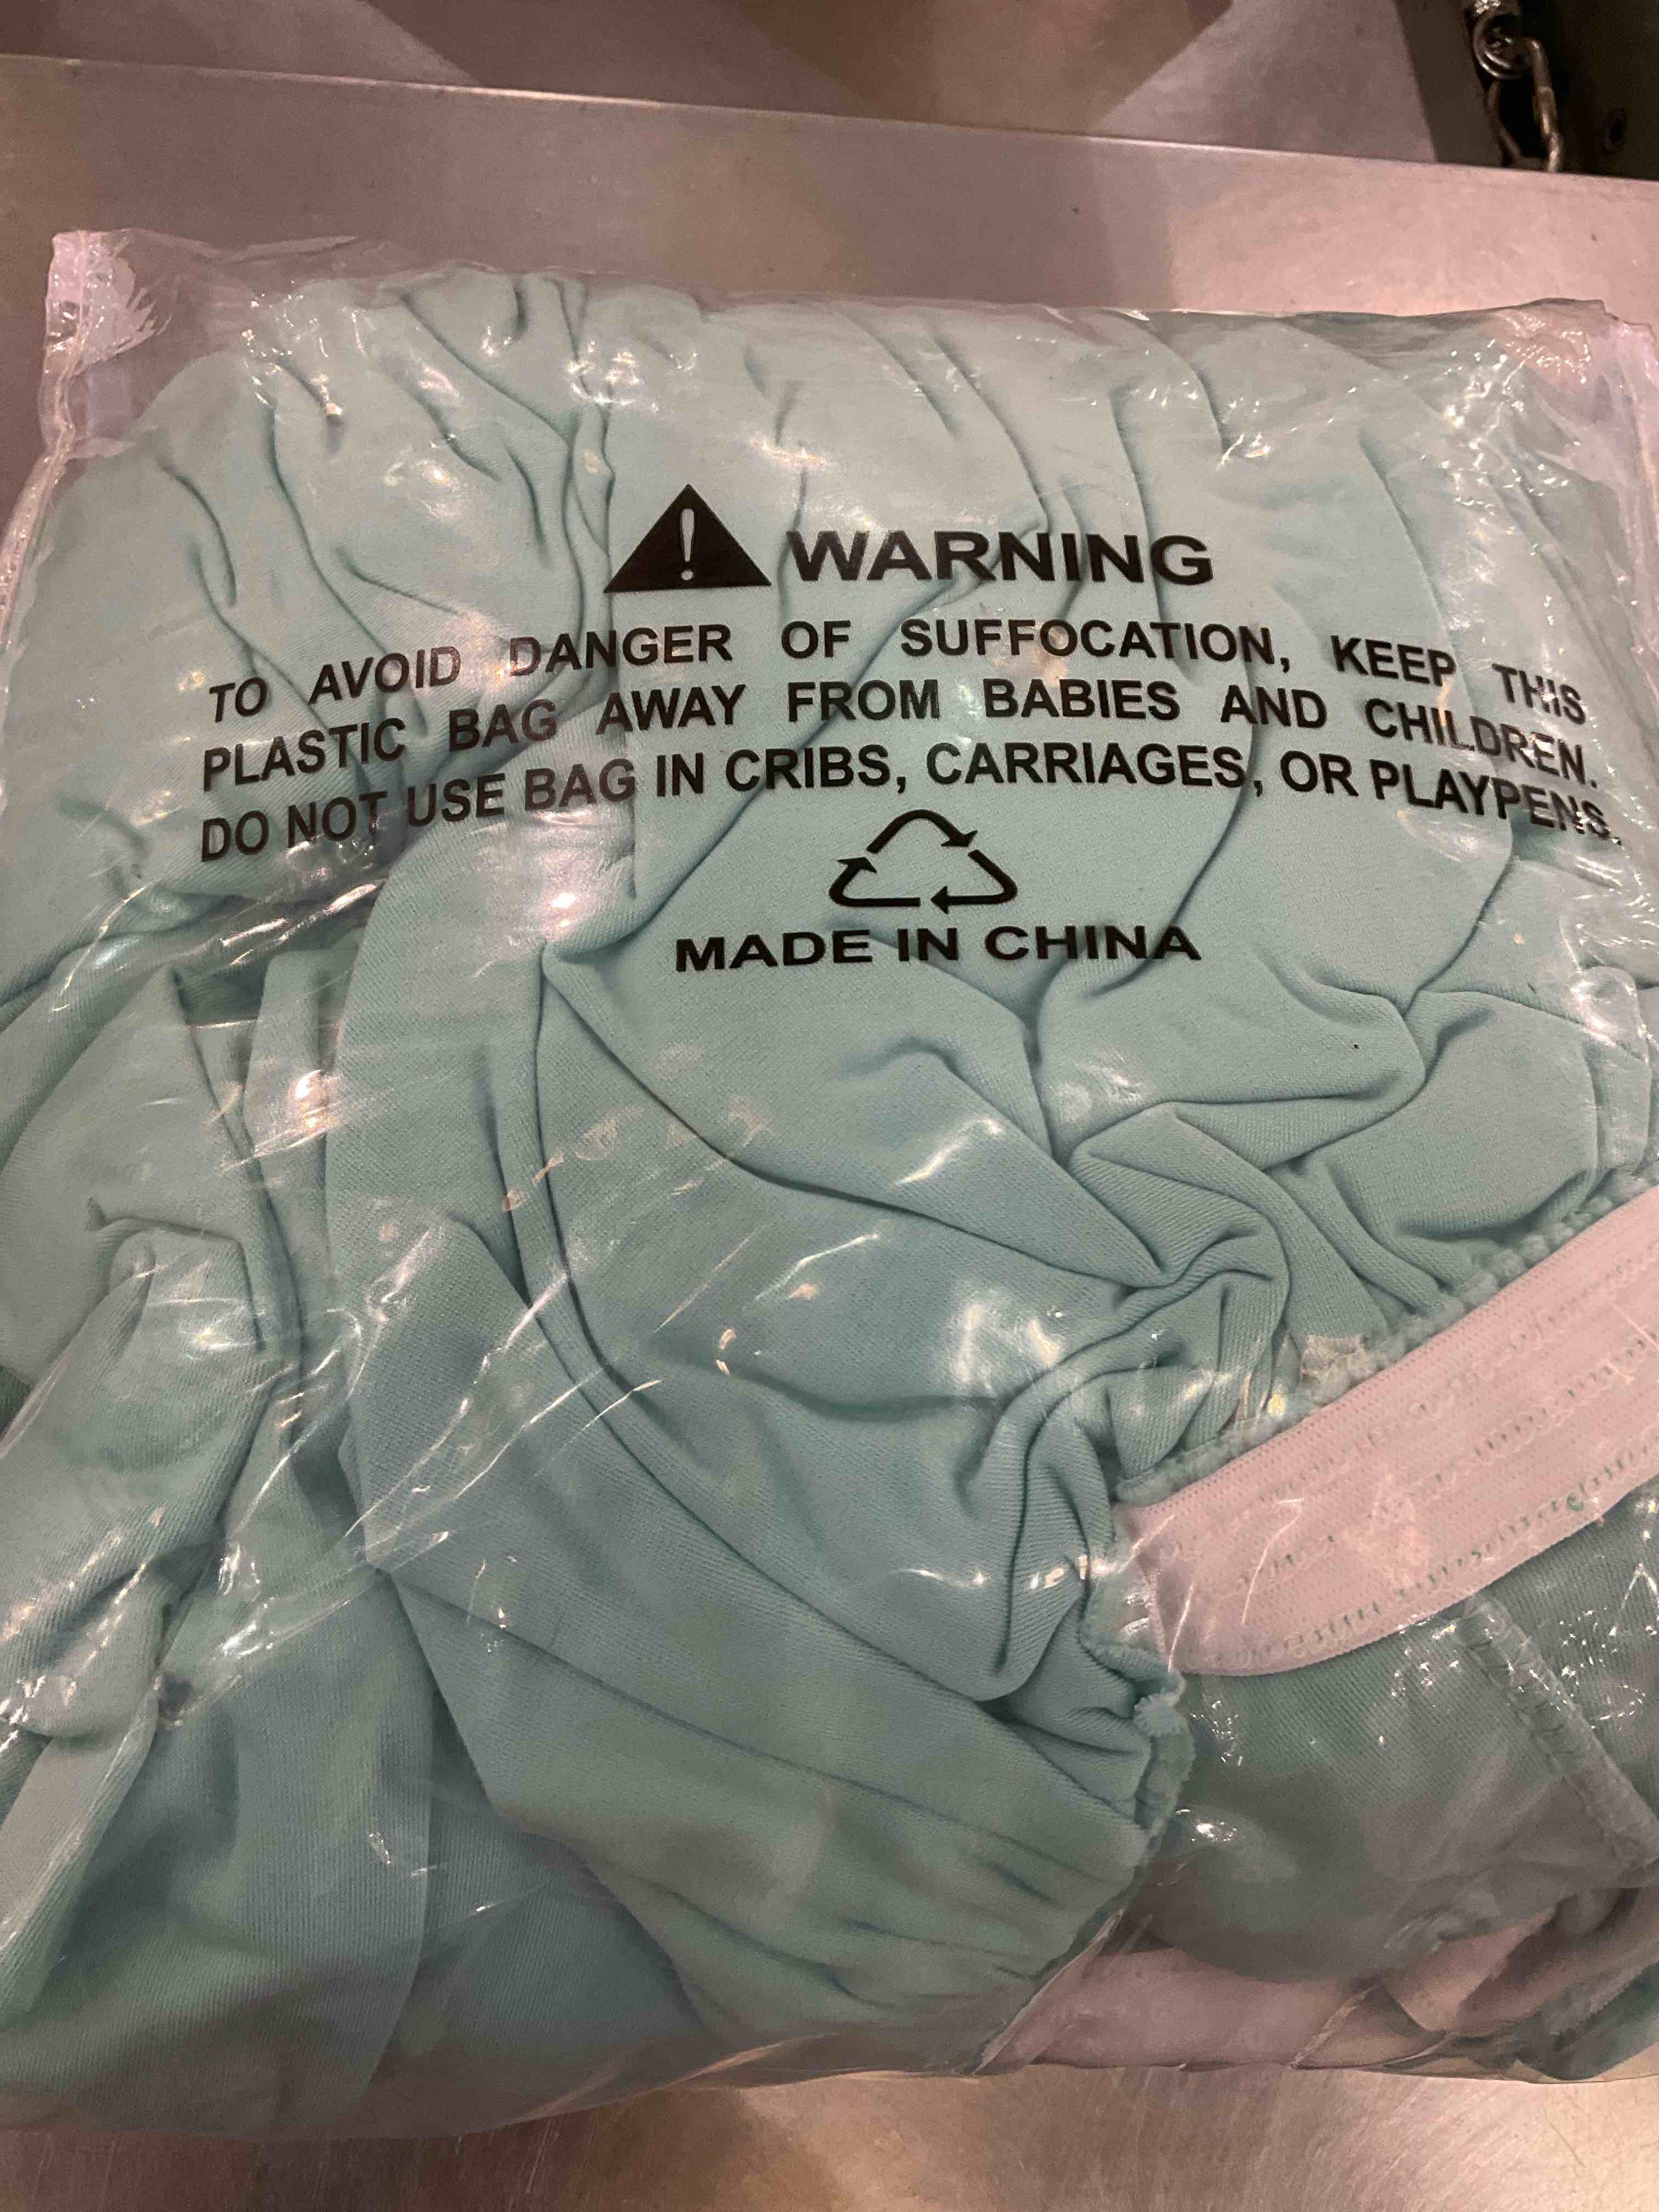 WARNING
TO AVOID DANGER OF SUFFOCATION, KEEP THIS
PLASTIC BAG AWAY FROM BABIES AND CHILDREN.
DO NOT USE BAG IN CRIBS, CARRIAGES, OR PLAYPENS.
MADE IN CHINA